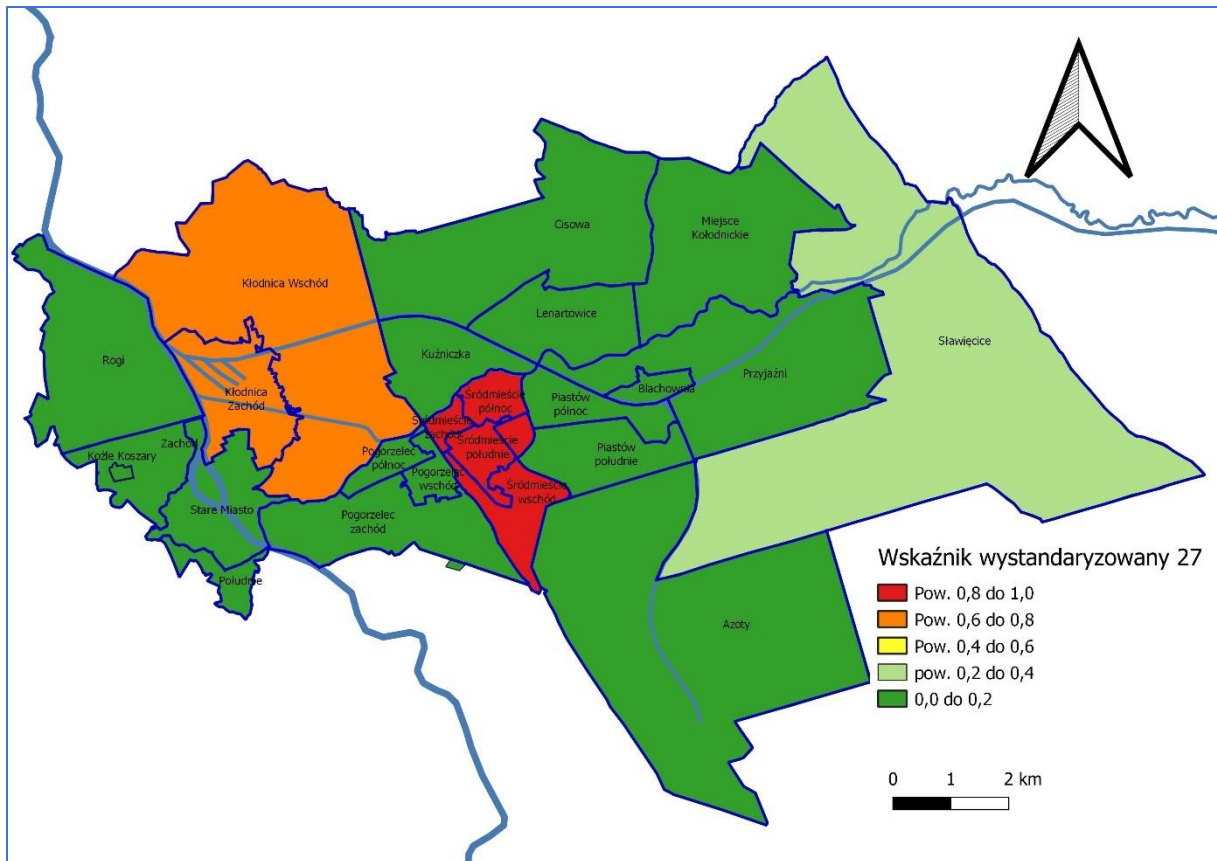 Cisowa
Miejsce
Kołodnickie
Kłodnica Wschód
Lenartowice
Sławięcice
Rogi
Kuźniczka
Przyjaźni
Blachownia
Kłodnica
Zachód
Śródmieście
północ
Piastów
północ
Śródmieście
zachód
Śródmieście
południe
Zachód
Koźle Koszary
Pogorzelec
północ
Piastów
południe
Pogorzelec
wschód
Śródmieście
wschód
Stare Miasto
Pogorzelec
zachód
Południe
Azoty
Wskaźnik wystandaryzowany 27
Pow. 0,8 do 1,0
Pow. 0,6 do 0,8
Pow. 0,4 do 0,6
pow. 0,2 do 0,4
0,0 do 0,2
0 1 2 km